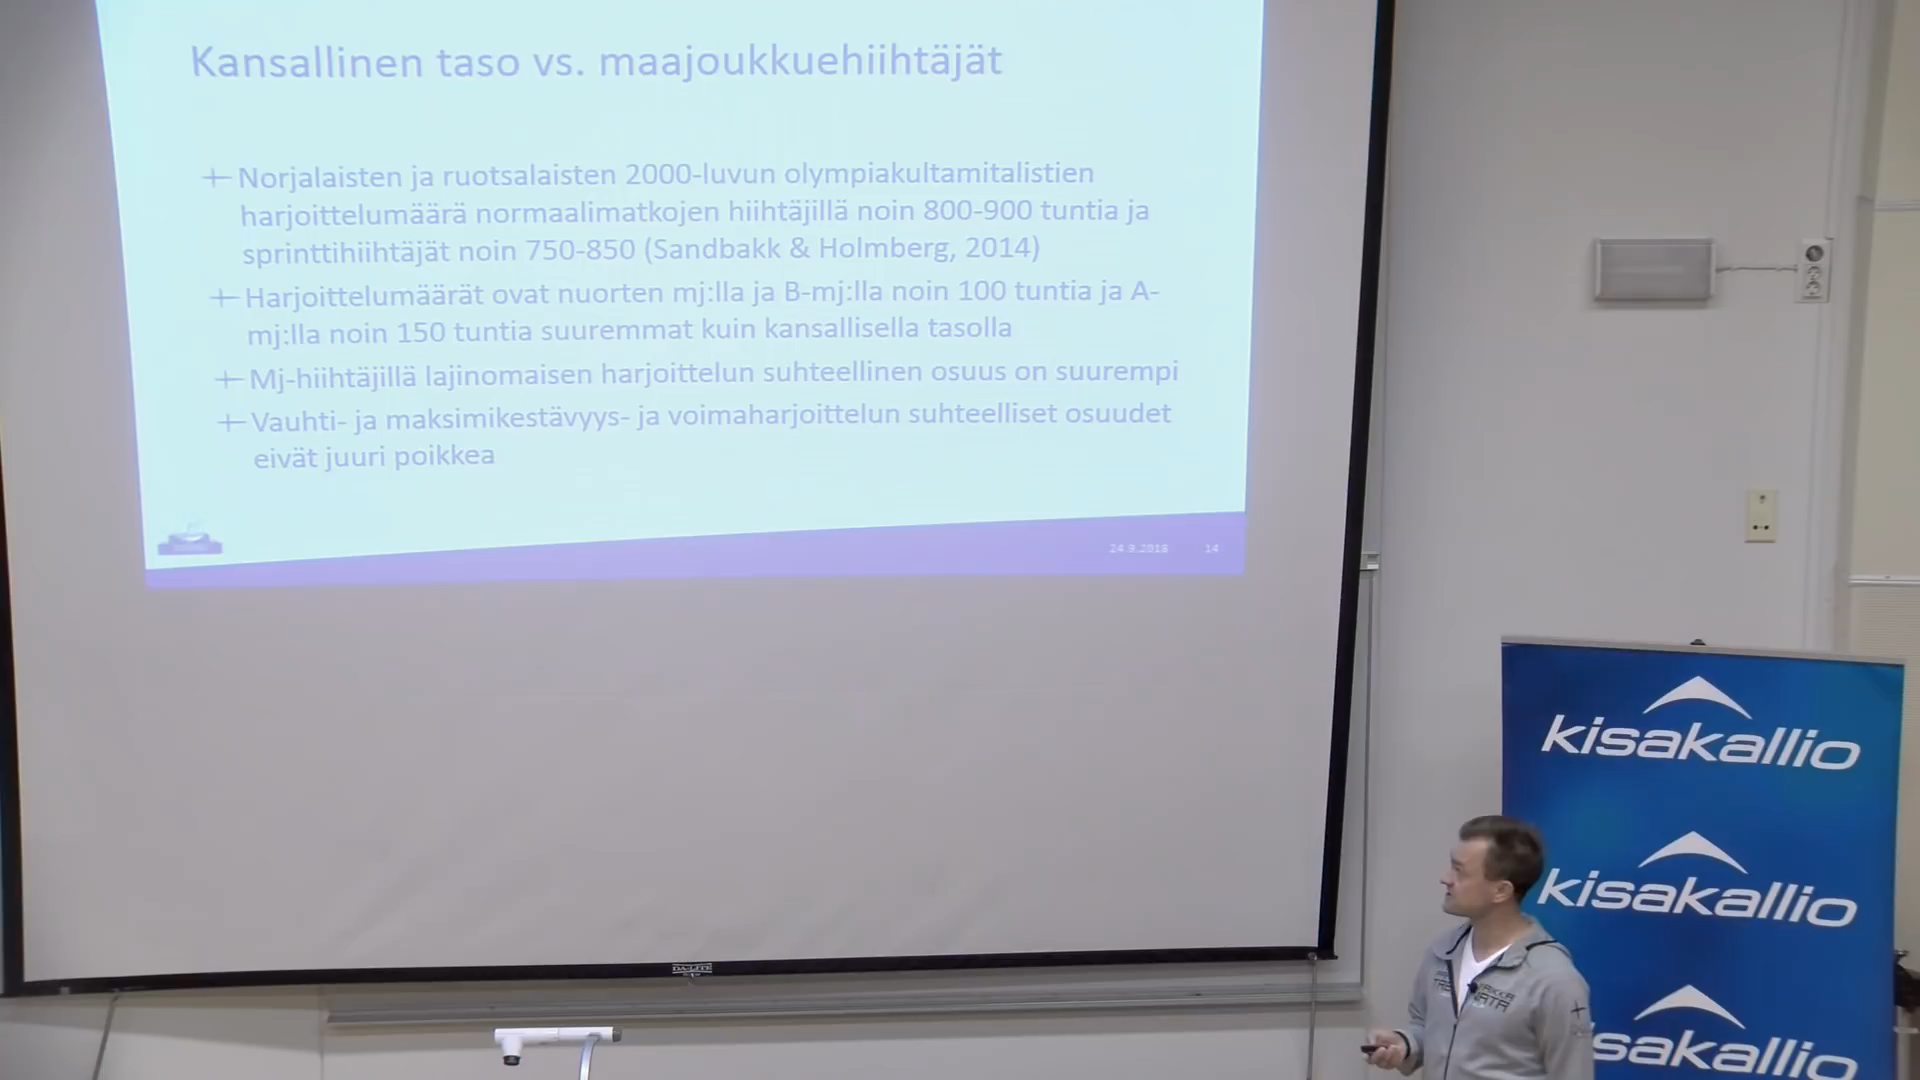 Kansallinen taso vs. maajoukkuehiihtäjät
Norjalaisten ja ruotsalaisten 2000-luvun olympiakultamitalistien
harjoittelumäärä normaalimatkojen hiihtäjillä noin 800-900 tuntia ja
sprinttihiihtäjät noin 750-850 (Sandbakk & Holmberg, 2014)
Harjoittelumäärät ovat nuorten mj:lla ja B-mj:lla noin 100 tuntia ja A-
mj:lla noin 150 tuntia suuremmat kuin kansallisella tasolla
Mj-hiihtäjillä lajinomaisen harjoittelun suhteellinen osuus on suurempi
Vauhti- ja maksimikestävyys- ja voimaharjoittelun suhteelliset osuudet
eivät juuri poikkea
24.9.2018 14
DA-LITE
kisakallio
kisakallio
isakallio